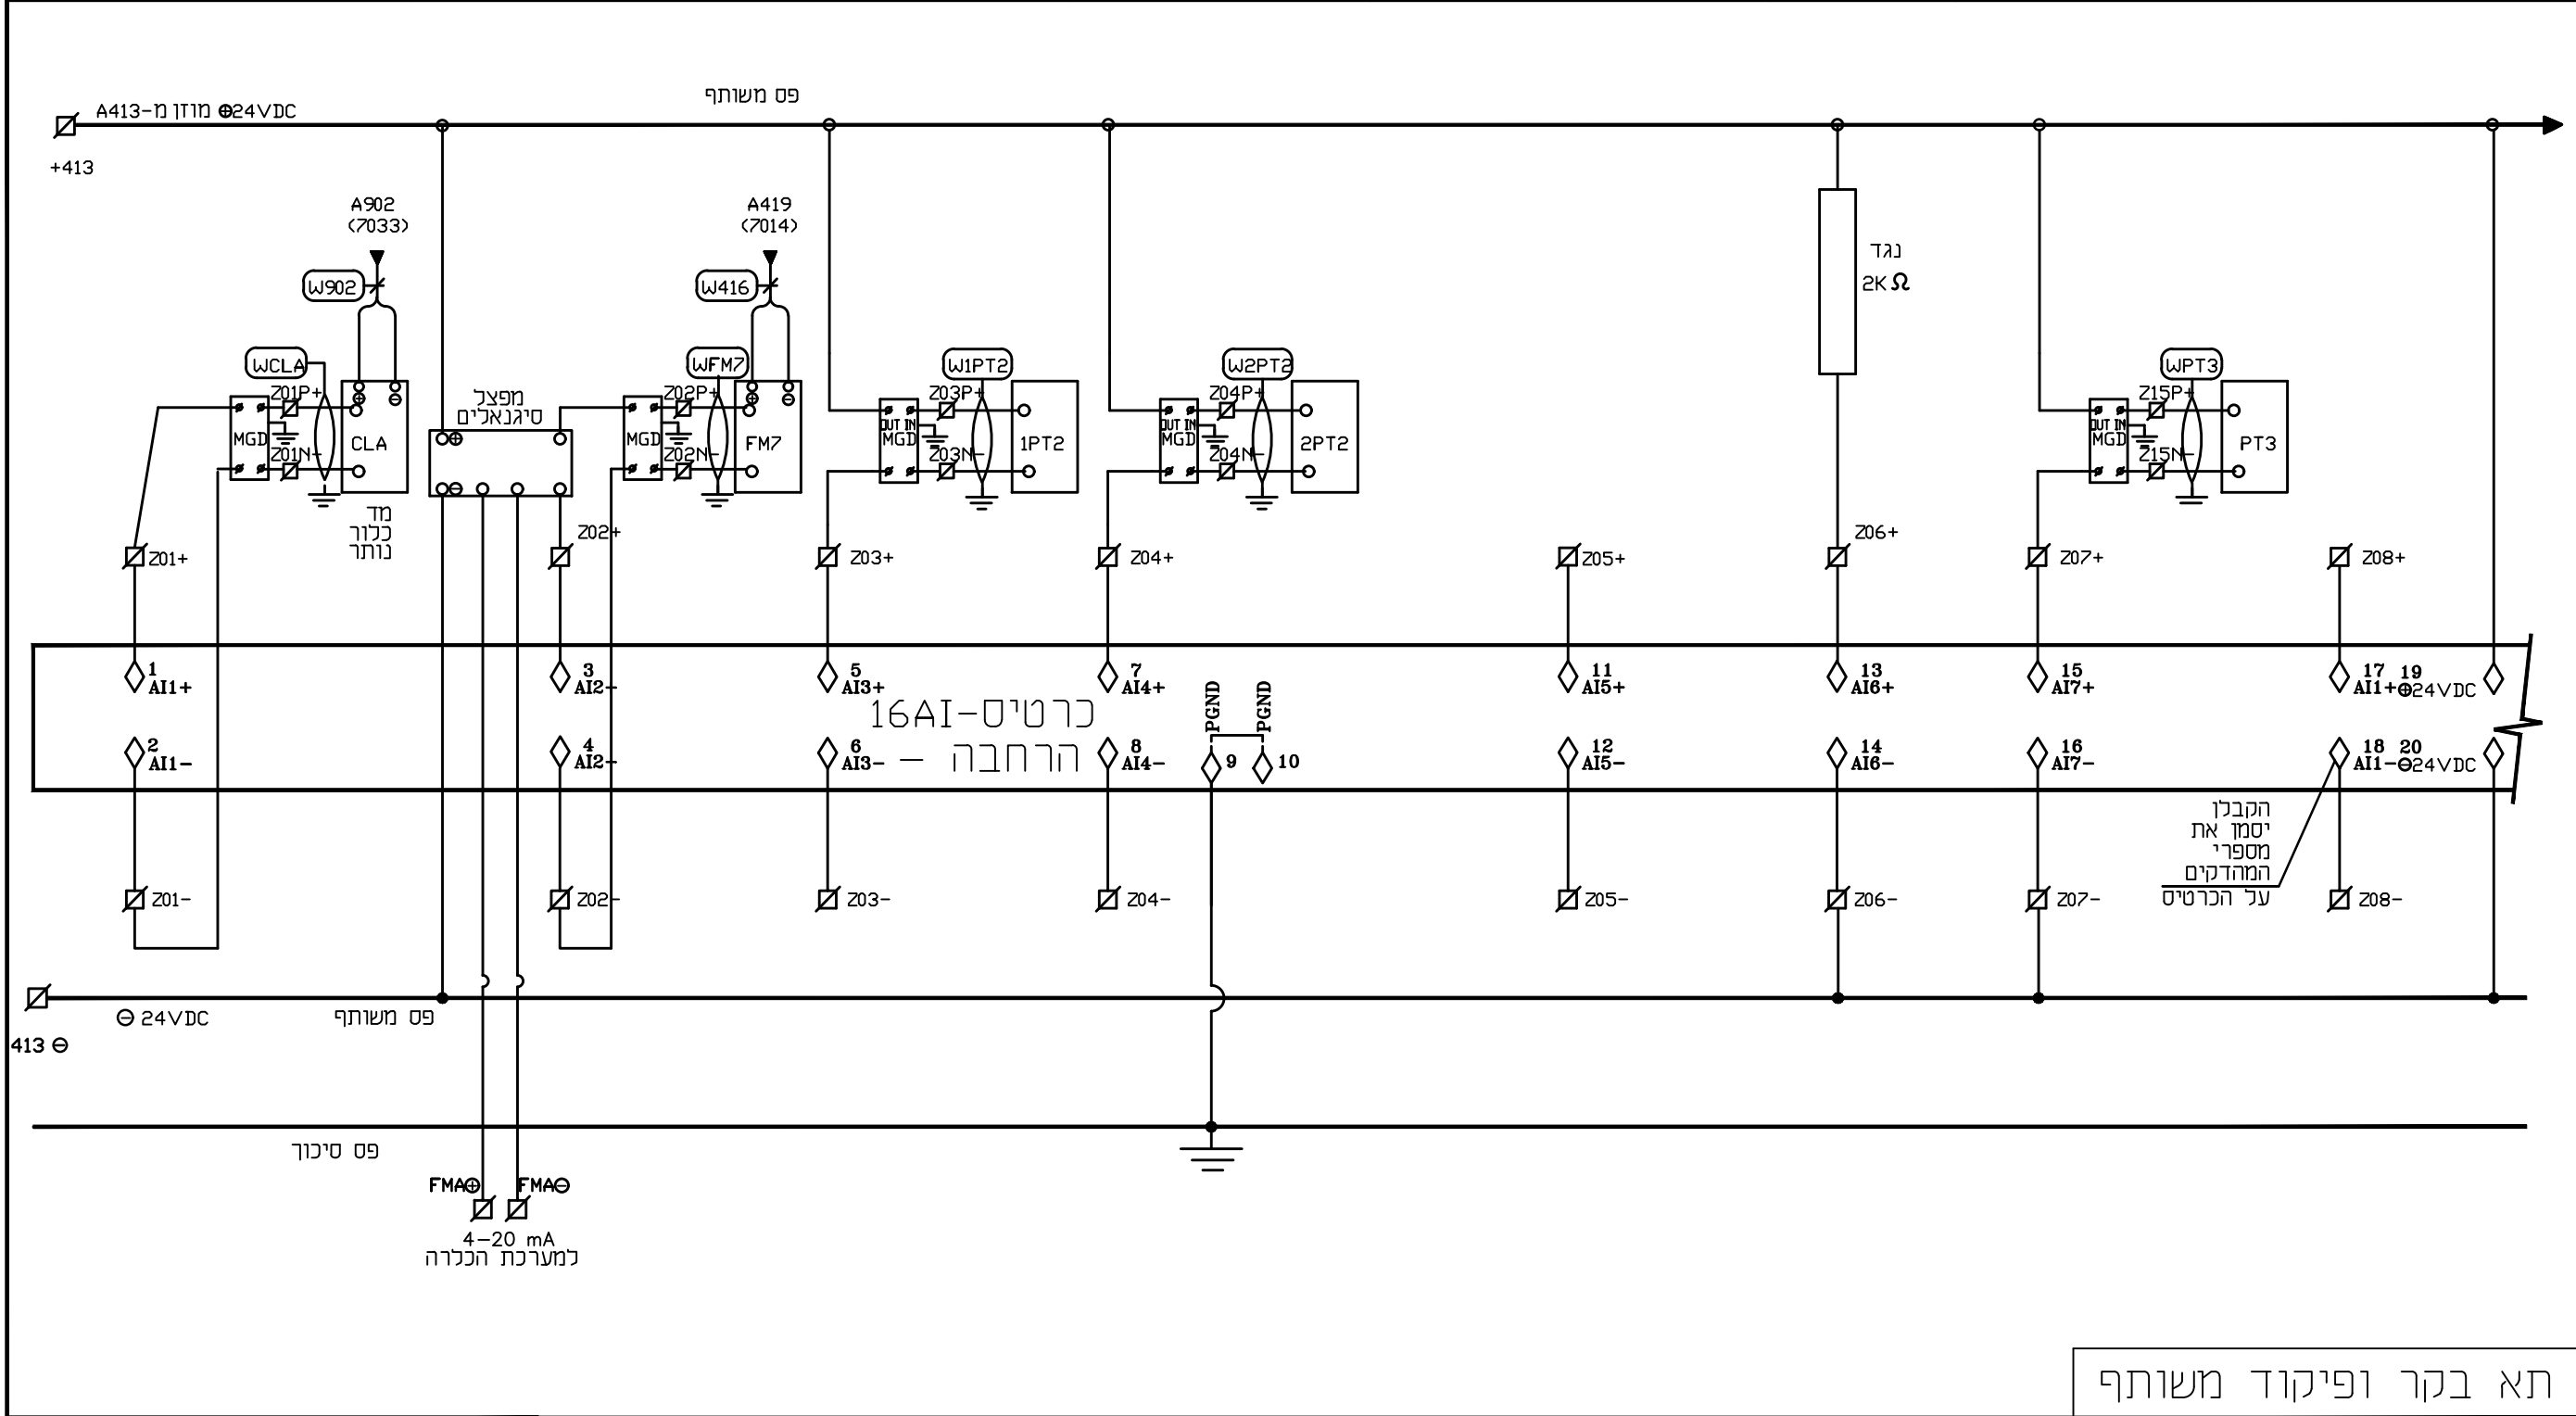 פס משותף
A413-מוזן מ ⊕24VDC
+413
A902
(7033)
W902
A419
(7014)
W416
נגד
2K Ω
WCLA
WFM7
W1PT2
W2PT2
WPT3
מפצל
סיגנאלים
Z01P+
MGD
Z01N-
CLA
⊕
⊖
מד
כלור
נותר
⊕
⊖
Z02P+
MGD
Z02N-
FM7
⊕
⊖
Z03P+
OUT IN
MGD
Z03N-
1PT2
Z04P+
OUT IN
MGD
Z04N-
2PT2
Z15P+
OUT IN
MGD
Z15N-
PT3
Z01+
Z02+
Z03+
Z04+
Z05+
Z06+
Z07+
Z08+
1
AI1+
3
AI2-
5
AI3+
7
AI4+
11
AI5+
13
AI6+
15
AI7+
17
AI1+
19
⊕24VDC
כרטיס-16AI
הרחבה -
PGND
PGND
2
AI1-
4
AI2-
6
AI3-
8
AI4-
9
10
12
AI5-
14
AI6-
16
AI7-
18
AI1-
20
⊖24VDC
הקבלן
יסמן את
מספרי
המהדקים
על הכרטיס
Z01-
Z02-
Z03-
Z04-
Z05-
Z06-
Z07-
Z08-
⊖ 24VDC
פס משותף
413 ⊖
פס סיכוך
FMA⊕
FMA⊖
4-20 mA
למערכת הכלרה
תא בקר ופיקוד משותף